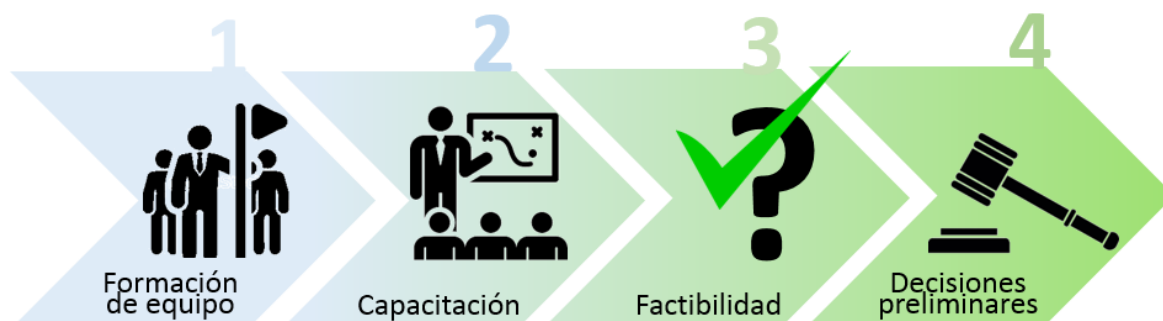 1
2
3
4
Formación
de equipo
Capacitación
Factibilidad
Decisiones
preliminares